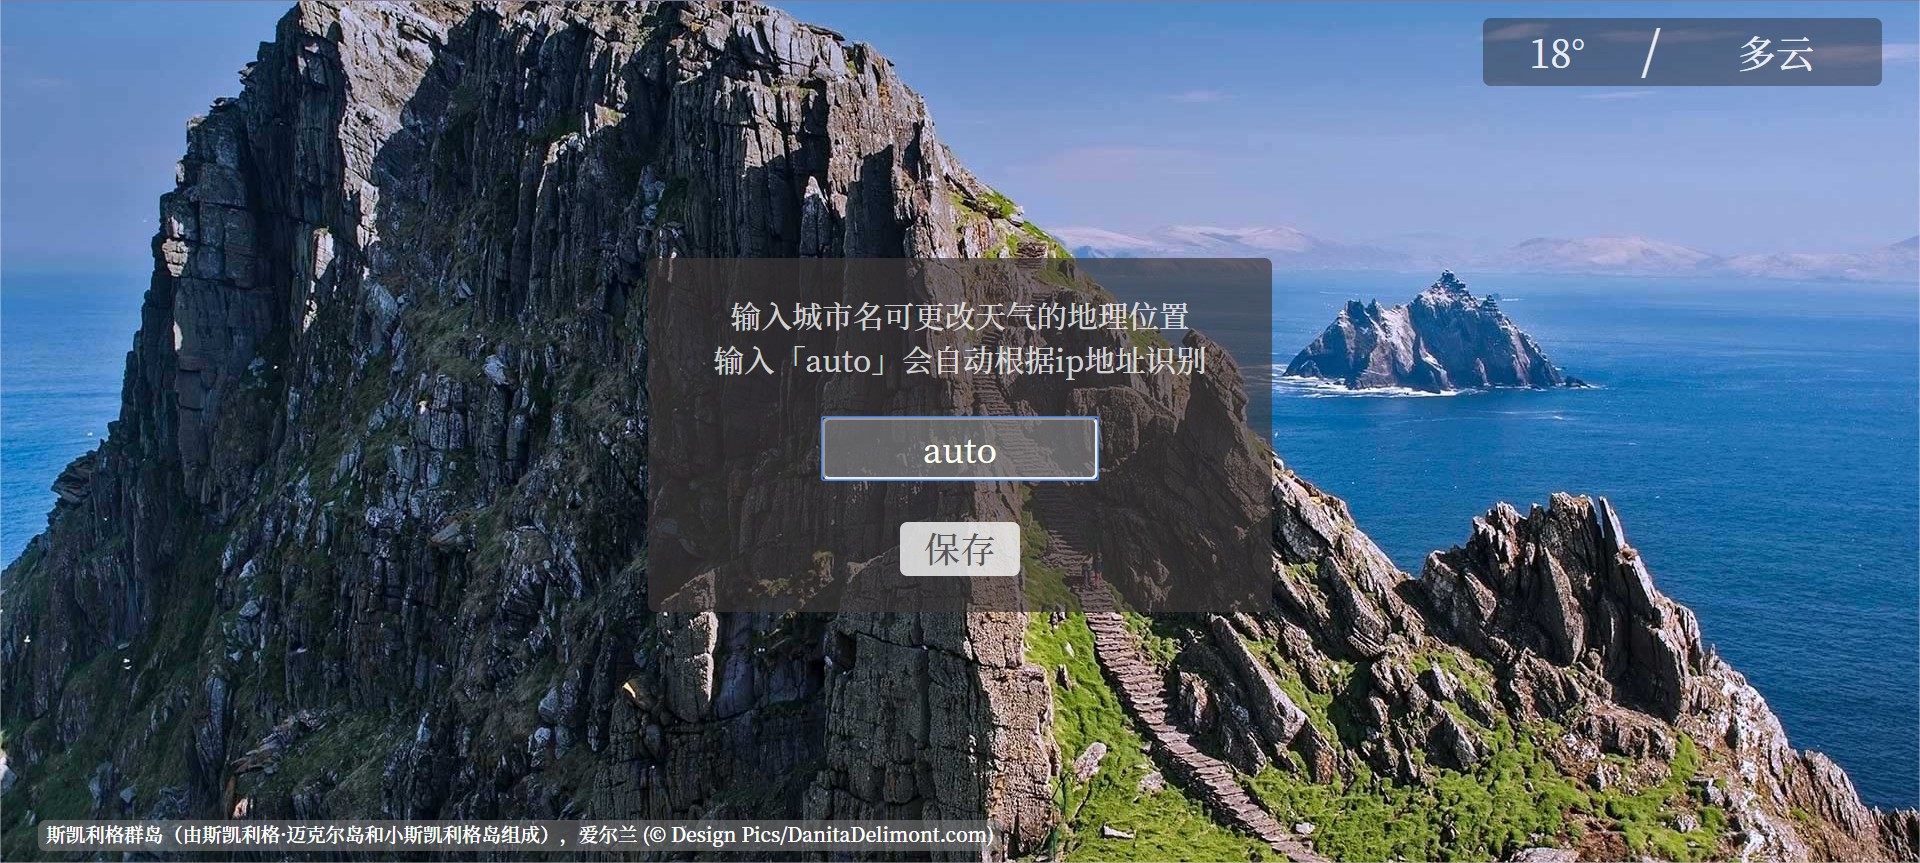 18° / 多云
输入城市名可更改天气的地理位置
输入「auto」会自动根据ip地址识别
auto
保存
斯凯利格群岛（由斯凯利格·迈克尔岛和小斯凯利格岛组成），爱尔兰 (© Design Pics/DanitaDelimont.com)